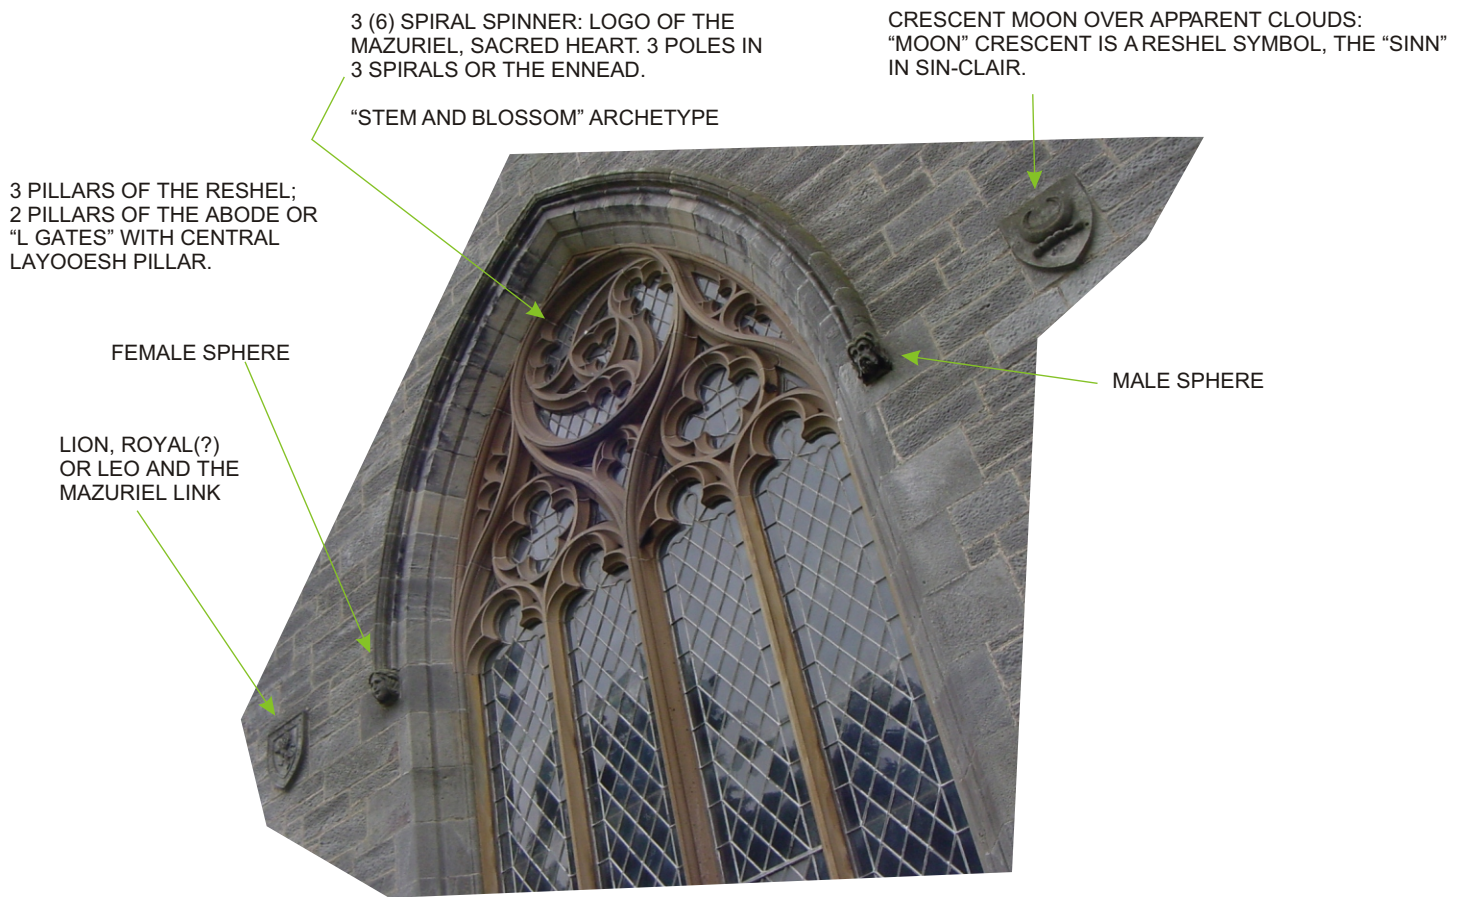 3 (6) SPIRAL SPINNER: LOGO OF THE
MAZURIEL, SACRED HEART. 3 POLES IN
3 SPIRALS OR THE ENNEAD.
“STEM AND BLOSSOM” ARCHETYPE
CRESCENT MOON OVER APPARENT CLOUDS:
“MOON” CRESCENT IS A RESHEL SYMBOL, THE “SINN”
IN SIN-CLAIR.
3 PILLARS OF THE RESHEL;
2 PILLARS OF THE ABODE OR
“L GATES” WITH CENTRAL
LAYOOESH PILLAR.
FEMALE SPHERE
MALE SPHERE
LION, ROYAL(?)
OR LEO AND THE
MAZURIEL LINK